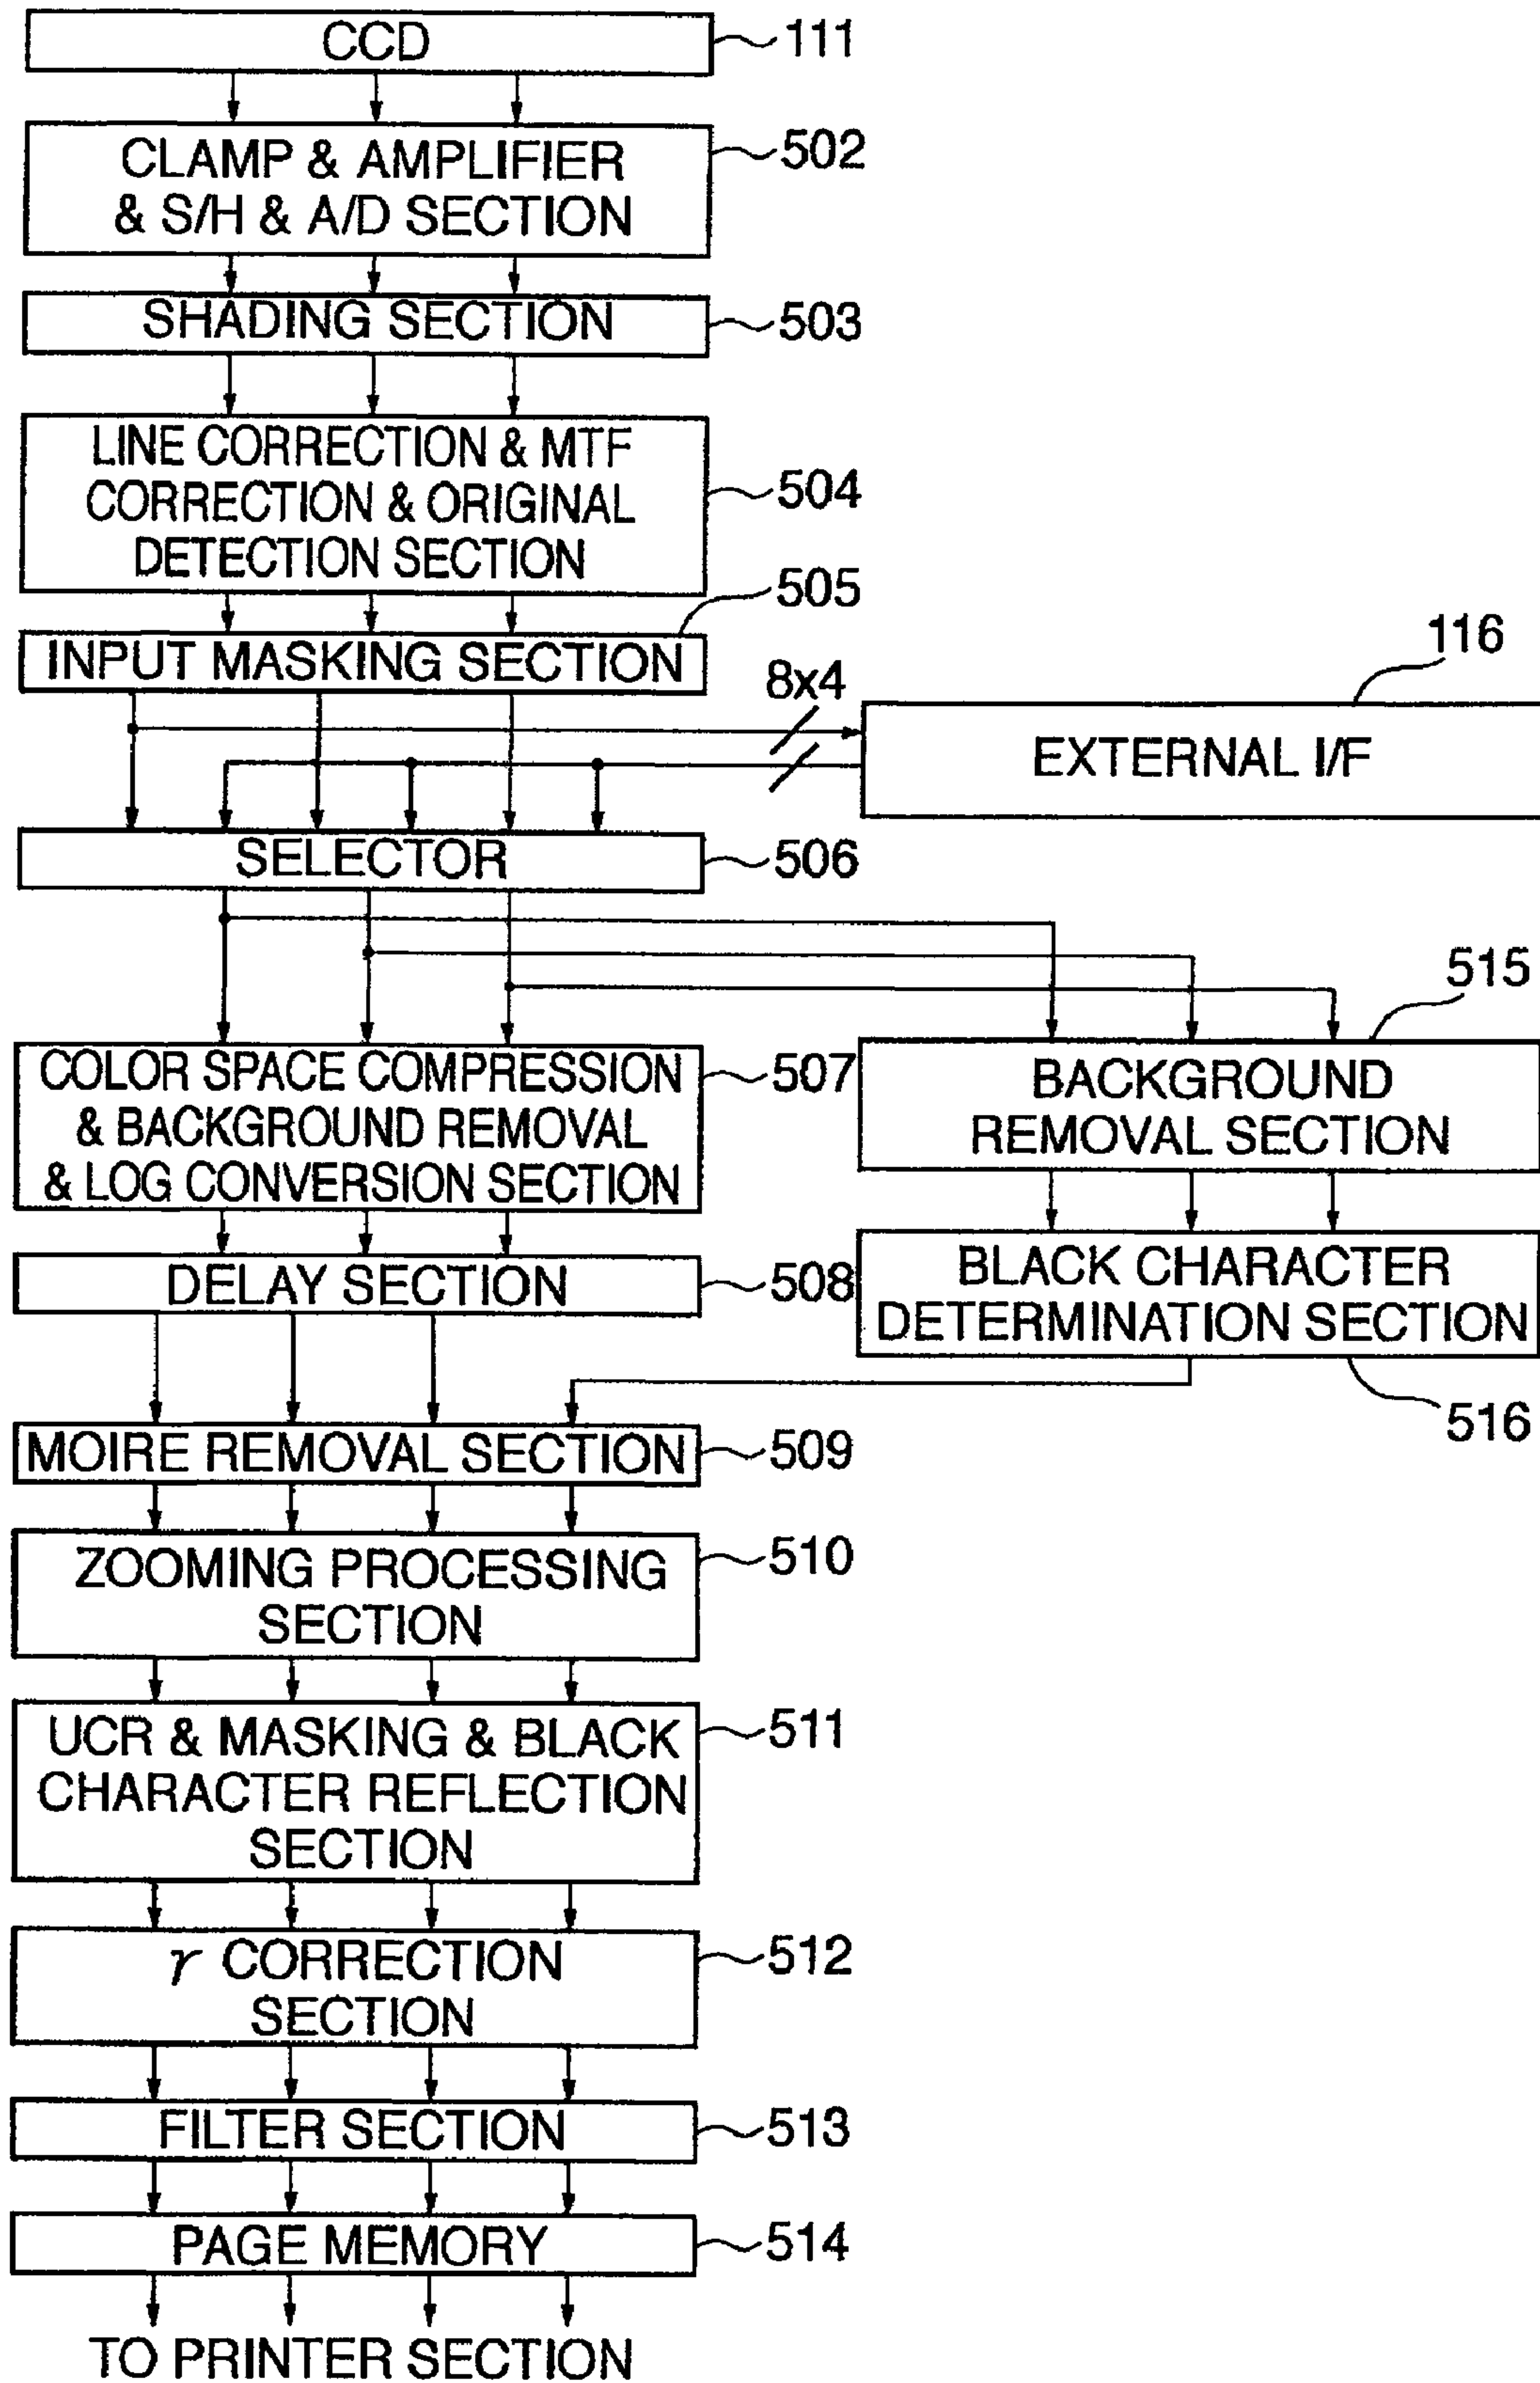 CCD
111
CLAMP & AMPLIFIER
& S/H & A/D SECTION
502
SHADING SECTION
503
LINE CORRECTION & MTF
CORRECTION & ORIGINAL
DETECTION SECTION
504
505
INPUT MASKING SECTION
8x4
116
EXTERNAL I/F
SELECTOR
506
515
COLOR SPACE COMPRESSION
& BACKGROUND REMOVAL
& LOG CONVERSION SECTION
507
BACKGROUND
REMOVAL SECTION
DELAY SECTION
508
BLACK CHARACTER
DETERMINATION SECTION
516
MOIRE REMOVAL SECTION
509
ZOOMING PROCESSING
SECTION
510
UCR & MASKING & BLACK
CHARACTER REFLECTION
SECTION
511
γ CORRECTION
SECTION
512
FILTER SECTION
513
PAGE MEMORY
514
TO PRINTER SECTION